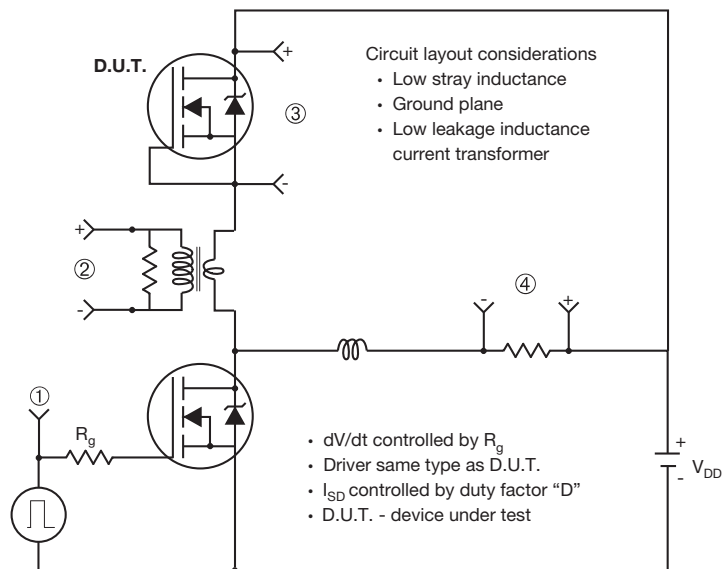 D.U.T.
+
Circuit layout considerations
• Low stray inductance
• Ground plane
• Low leakage inductance
current transformer
③
-
+
②
-
④
- +
①
Rg
• dV/dt controlled by Rg
• Driver same type as D.U.T.
• ISD controlled by duty factor “D”
• D.U.T. - device under test
+
VDD
-